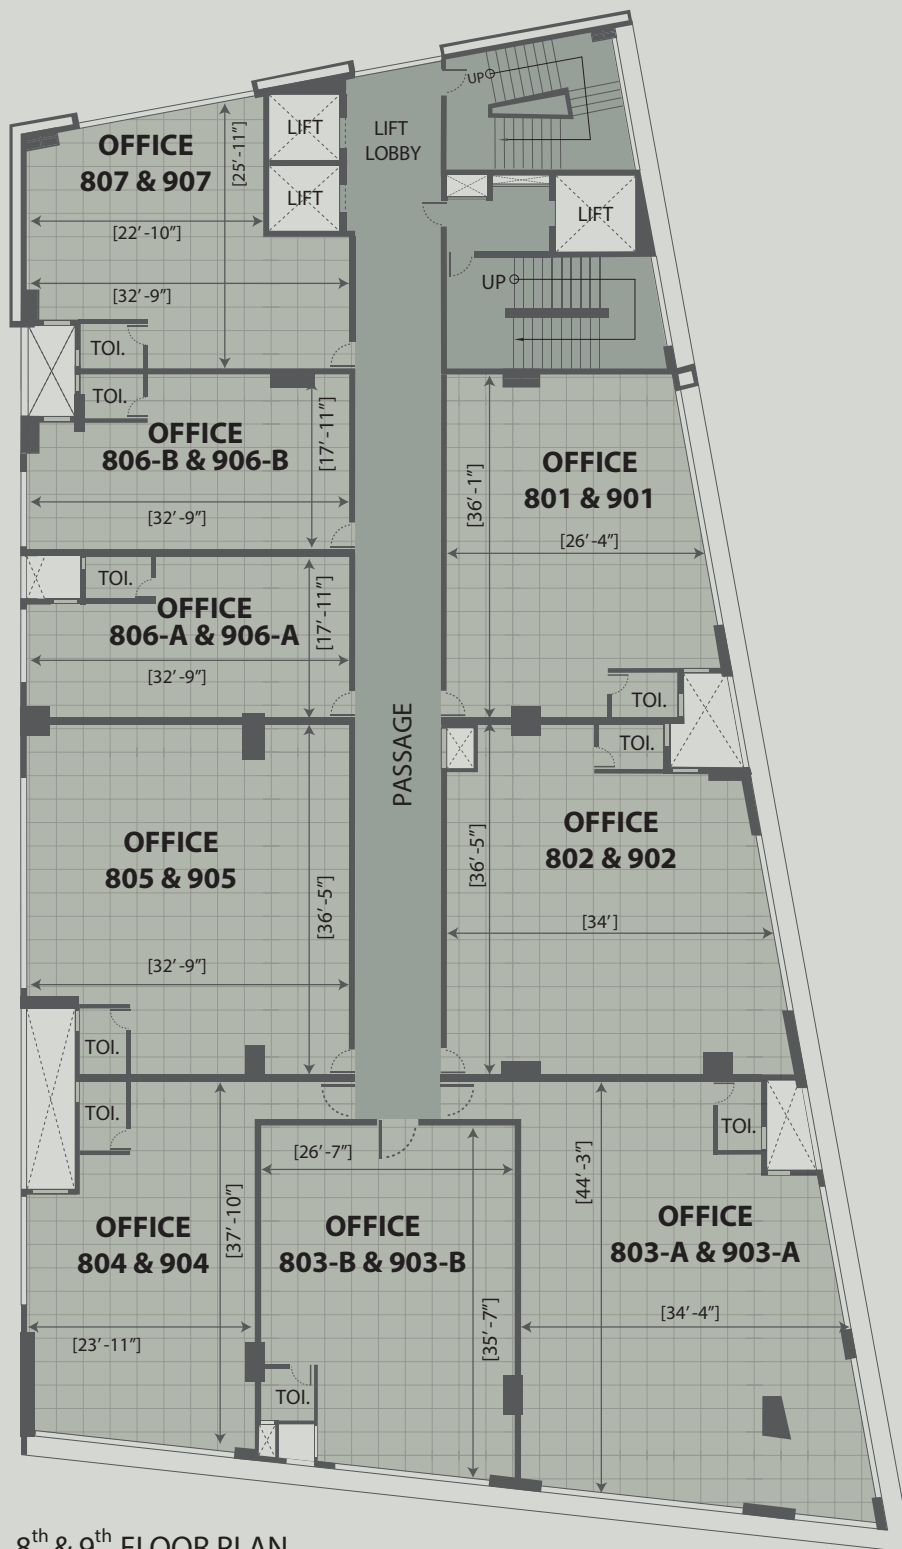 UP
LIFT
LIFT
LOBBY
OFFICE
807 & 907
[25'-11"]
LIFT
LIFT
[22'-10"]
UP
[32'-9"]
TOI.
TOI.
OFFICE
806-B & 906-B
[17'-11"]
[32'-9"]
OFFICE
801 & 901
[36'-1"]
[26'-4"]
TOI.
OFFICE
806-A & 906-A
[17'-11"]
[32'-9"]
TOI.
TOI.
PASSAGE
OFFICE
805 & 905
[36'-5"]
[32'-9"]
OFFICE
802 & 902
[36'-5"]
[34']
TOI.
TOI.
TOI.
[26'-7"]
[44'-3"]
[37'-10"]
OFFICE
804 & 904
[23'-11"]
OFFICE
803-B & 903-B
[35'-7"]
TOI.
OFFICE
803-A & 903-A
[34'-4"]
8th & 9th FLOOR PLAN